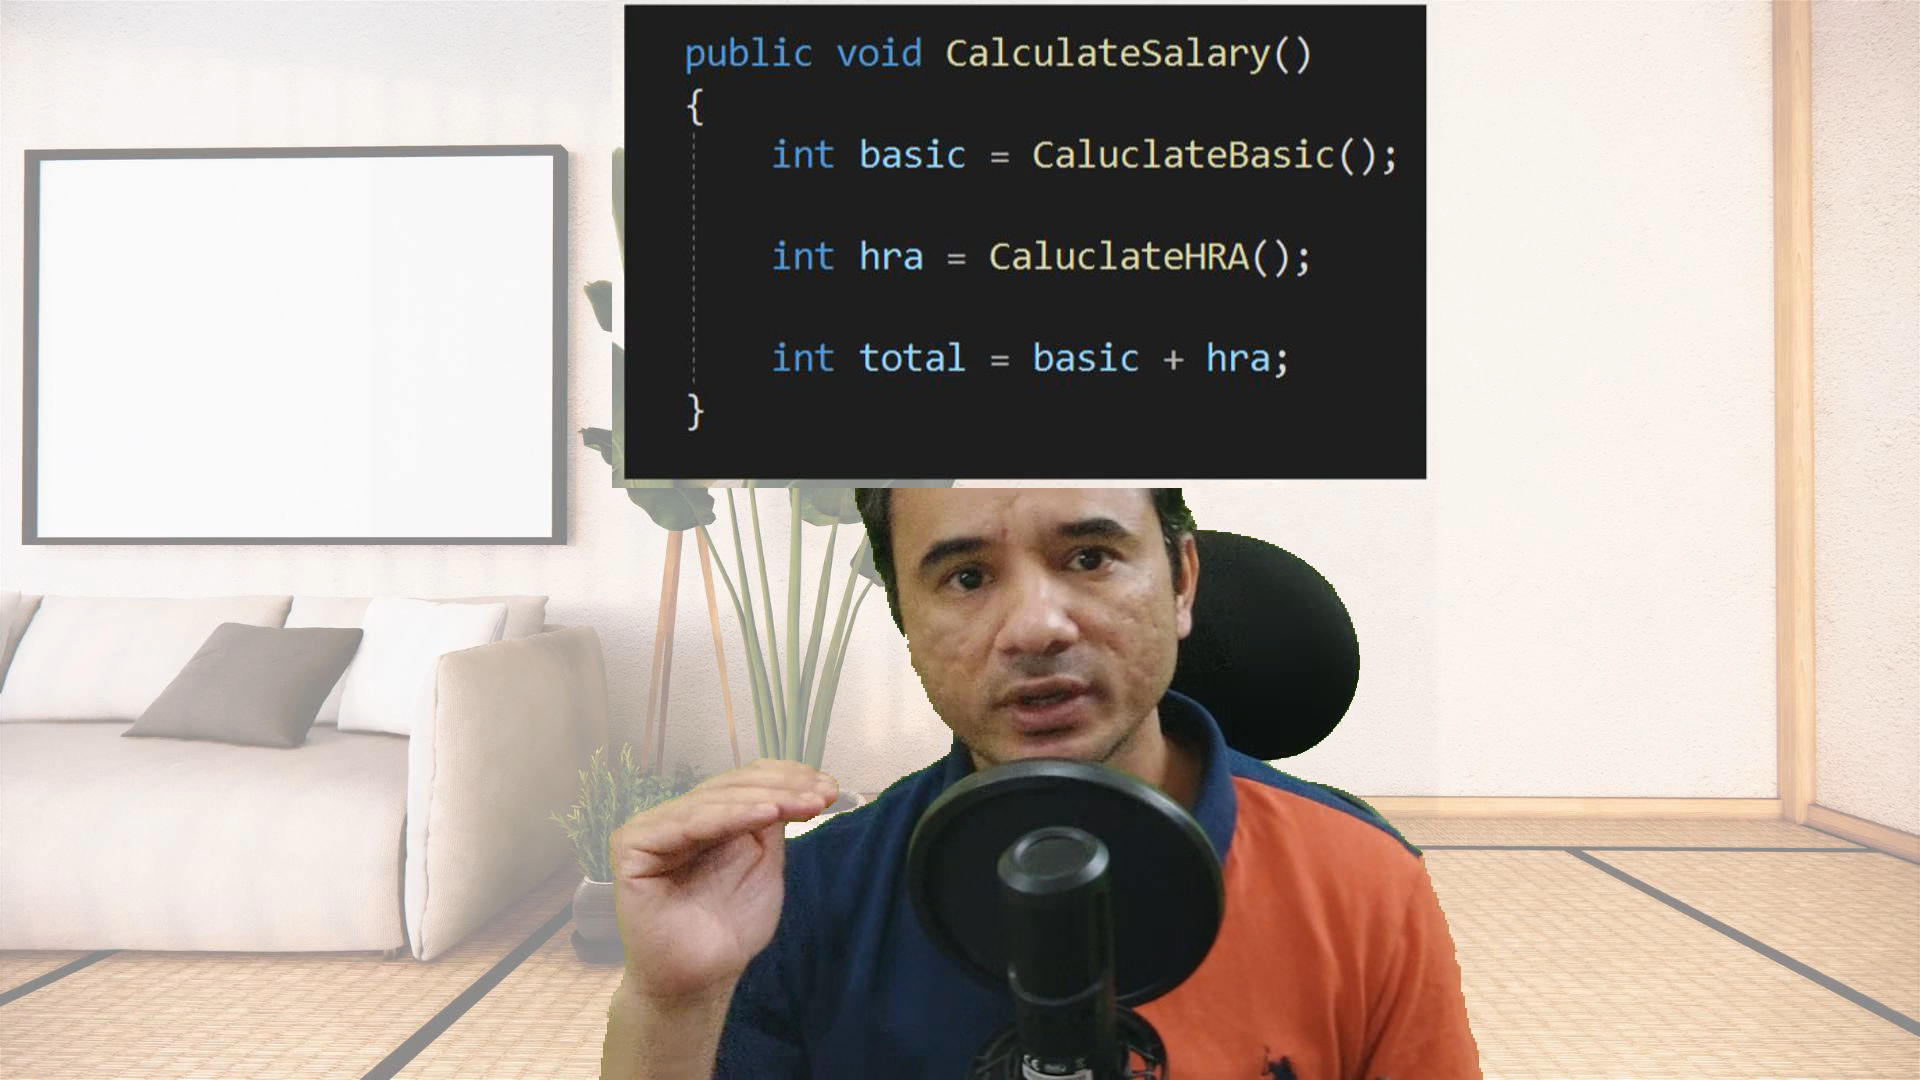 public void CalculateSalary()
{
int basic = CaluclateBasic();
int hra = CaluclateHRA();
int total = basic + hra;
}